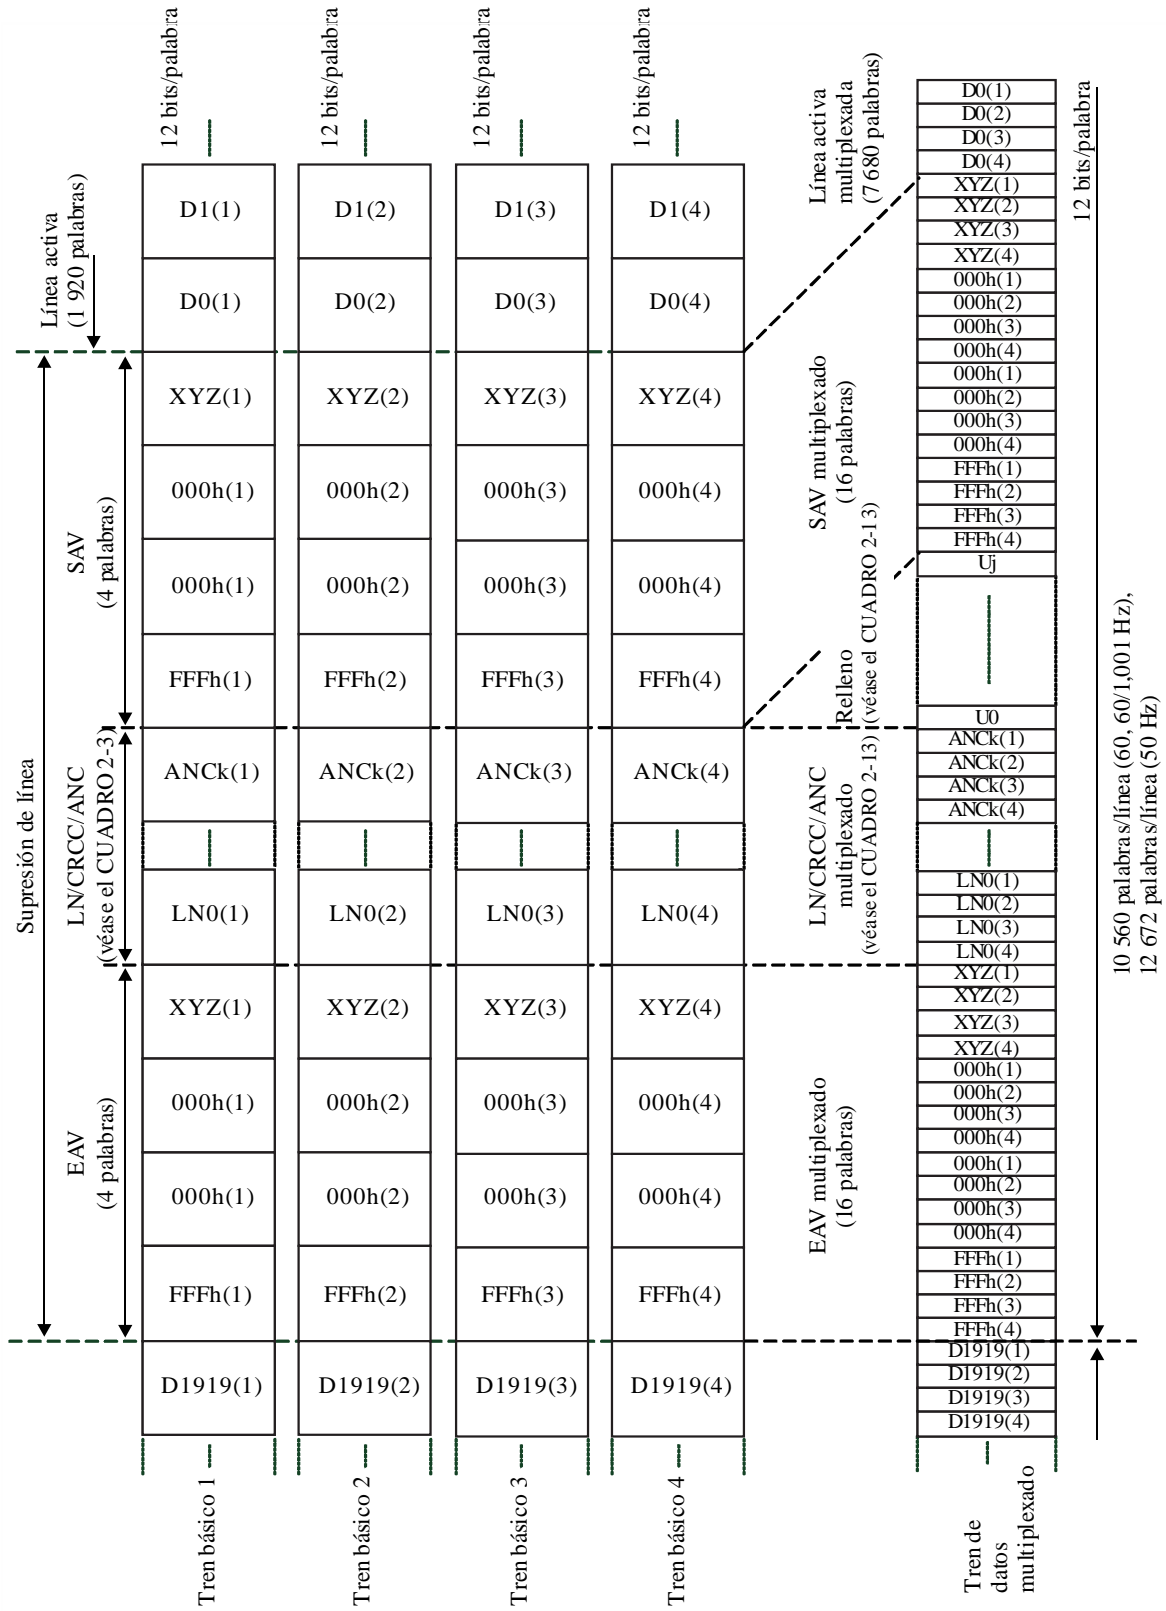 12 bits/palabra
12 bits/palabra
12 bits/palabra
12 bits/palabra
Línea activa
(1 920 palabras)
D1(1)
D1(2)
D1(3)
D1(4)
D0(1)
D0(2)
D0(3)
D0(4)
XYZ(1)
XYZ(2)
XYZ(3)
XYZ(4)
000h(1)
000h(2)
000h(3)
000h(4)
000h(1)
000h(2)
000h(3)
000h(4)
FFFh(1)
FFFh(2)
FFFh(3)
FFFh(4)
ANCk(1)
ANCk(2)
ANCk(3)
ANCk(4)
LN0(1)
LN0(2)
LN0(3)
LN0(4)
XYZ(1)
XYZ(2)
XYZ(3)
XYZ(4)
000h(1)
000h(2)
000h(3)
000h(4)
000h(1)
000h(2)
000h(3)
000h(4)
FFFh(1)
FFFh(2)
FFFh(3)
FFFh(4)
D1919(1)
D1919(2)
D1919(3)
D1919(4)
Supresión de línea
SAV
(4 palabras)
LN/CRCC/ANC
(véase el CUADRO 2-3)
EAV
(4 palabras)
Tren básico 1
Tren básico 2
Tren básico 3
Tren básico 4
Línea activa
multiplexada
(7 680 palabras)
SAV multiplexado
(16 palabras)
Relleno
(véase el CUADRO 2-13)
LN/CRCC/ANC
multiplexado
(véase el CUADRO 2-13)
EAV multiplexado
(16 palabras)
D0(1)
D0(2)
D0(3)
D0(4)
XYZ(1)
XYZ(2)
XYZ(3)
XYZ(4)
000h(1)
000h(2)
000h(3)
000h(4)
000h(1)
000h(2)
000h(3)
000h(4)
FFFh(1)
FFFh(2)
FFFh(3)
FFFh(4)
Uj
U0
ANCk(1)
ANCk(2)
ANCk(3)
ANCk(4)
LN0(1)
LN0(2)
LN0(3)
LN0(4)
XYZ(1)
XYZ(2)
XYZ(3)
XYZ(4)
000h(1)
000h(2)
000h(3)
000h(4)
000h(1)
000h(2)
000h(3)
000h(4)
FFFh(1)
FFFh(2)
FFFh(3)
FFFh(4)
D1919(1)
D1919(2)
D1919(3)
D1919(4)
Tren de
datos
multiplexado
12 bits/palabra
10 560 palabras/línea (60, 60/1,001 Hz),
12 672 palabras/línea (50 Hz)